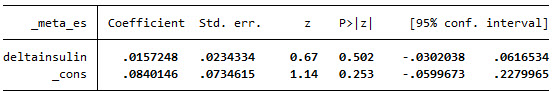 _meta_es Coefficient Std. err. z P>|z| [95% conf. interval]
deltainsulin .0157248 .0234334 0.67 0.502 -.0302038 .0616534
_cons .0840146 .0734615 1.14 0.253 -.0599673 .2279965